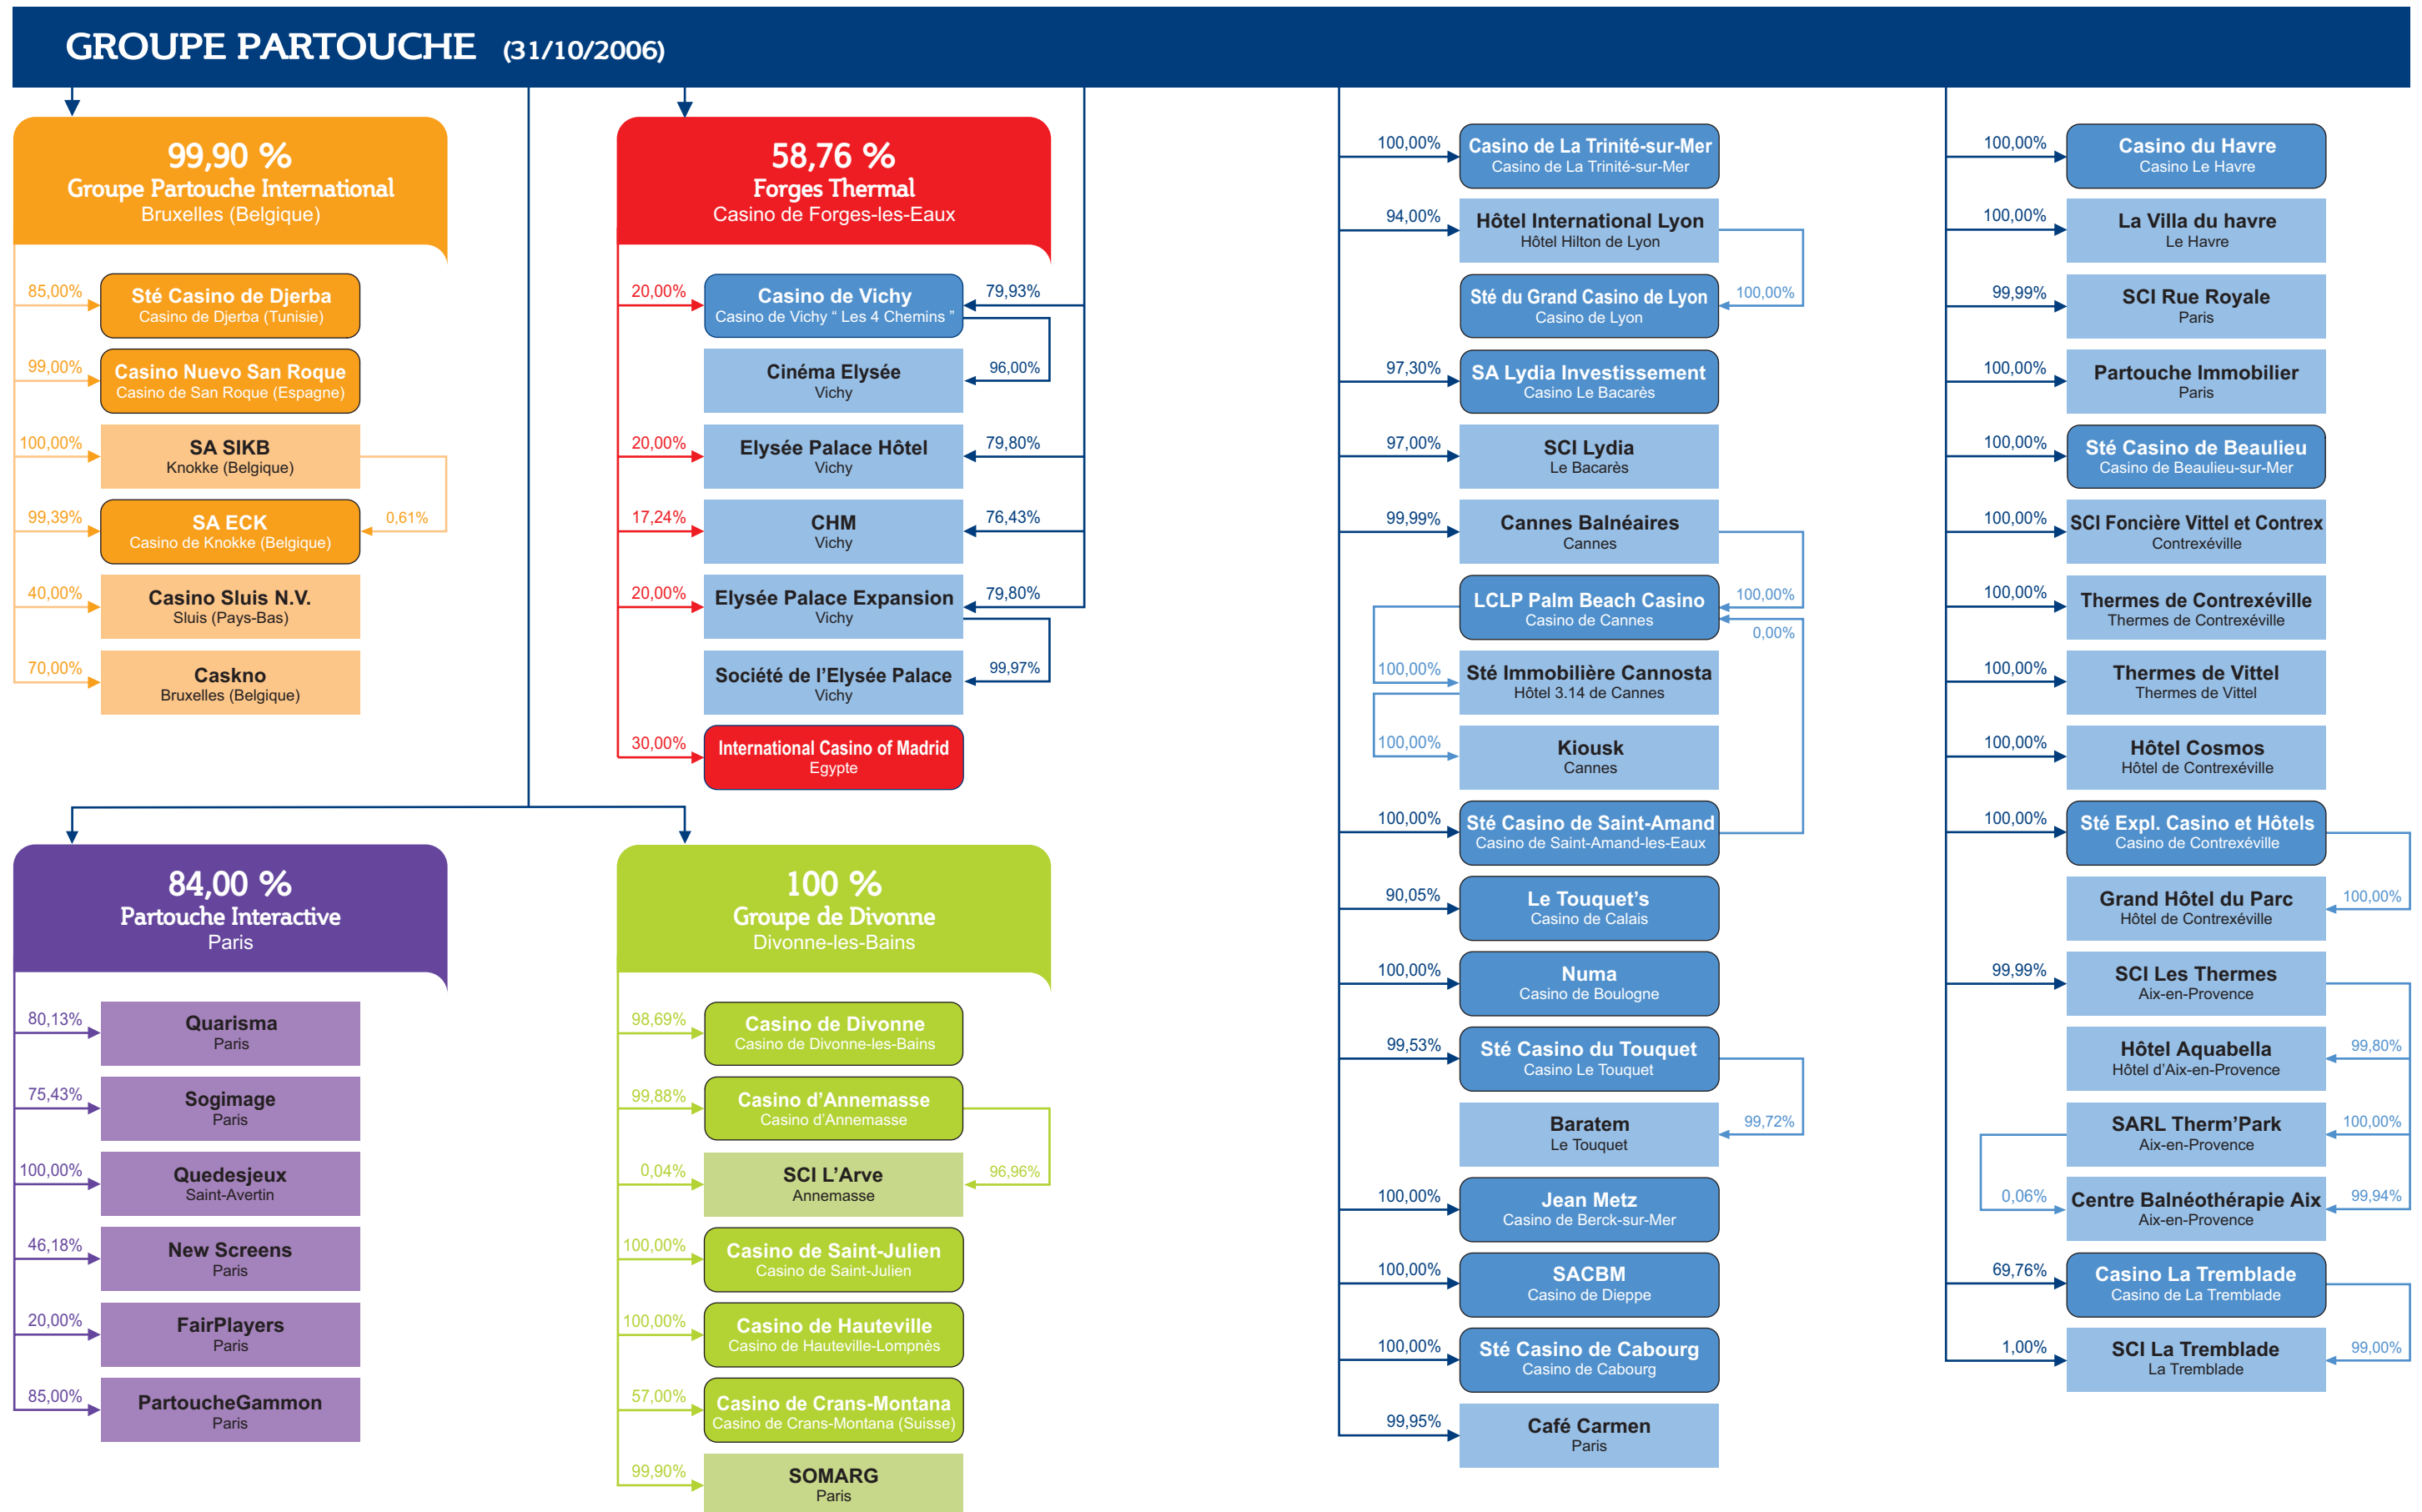 GROUPE PARTOUCHE (31/10/2006)
99,90 %
Groupe Partouche International
Bruxelles (Belgique)
85,00%
Sté Casino de Djerba
Casino de Djerba (Tunisie)
99,00%
Casino Nuevo San Roque
Casino de San Roque (Espagne)
100,00%
SA SIKB
Knokke (Belgique)
99,39%
SA ECK
Casino de Knokke (Belgique)
0,61%
40,00%
Casino Sluis N.V.
Sluis (Pays-Bas)
70,00%
Caskno
Bruxelles (Belgique)
58,76 %
Forges Thermal
Casino de Forges-les-Eaux
20,00%
Casino de Vichy
Casino de Vichy “ Les 4 Chemins ”
79,93%
Cinéma Elysée
Vichy
96,00%
20,00%
Elysée Palace Hôtel
Vichy
79,80%
17,24%
CHM
Vichy
76,43%
20,00%
Elysée Palace Expansion
Vichy
79,80%
Société de l’Elysée Palace
Vichy
99,97%
30,00%
International Casino of Madrid
Egypte
84,00 %
Partouche Interactive
Paris
80,13%
Quarisma
Paris
75,43%
Sogimage
Paris
100,00%
Quedesjeux
Saint-Avertin
46,18%
New Screens
Paris
20,00%
FairPlayers
Paris
85,00%
PartoucheGammon
Paris
100 %
Groupe de Divonne
Divonne-les-Bains
98,69%
Casino de Divonne
Casino de Divonne-les-Bains
99,88%
Casino d’Annemasse
Casino d’Annemasse
0,04%
SCI L’Arve
Annemasse
96,96%
100,00%
Casino de Saint-Julien
Casino de Saint-Julien
100,00%
Casino de Hauteville
Casino de Hauteville-Lompnès
57,00%
Casino de Crans-Montana
Casino de Crans-Montana (Suisse)
99,90%
SOMARG
Paris
100,00%
Casino de La Trinité-sur-Mer
Casino de La Trinité-sur-Mer
94,00%
Hôtel International Lyon
Hôtel Hilton de Lyon
Sté du Grand Casino de Lyon
Casino de Lyon
100,00%
97,30%
SA Lydia Investissement
Casino Le Bacarès
97,00%
SCI Lydia
Le Bacarès
99,99%
Cannes Balnéaires
Cannes
LCLP Palm Beach Casino
Casino de Cannes
100,00%
0,00%
100,00%
Sté Immobilière Cannosta
Hôtel 3.14 de Cannes
100,00%
Kiousk
Cannes
100,00%
Sté Casino de Saint-Amand
Casino de Saint-Amand-les-Eaux
90,05%
Le Touquet’s
Casino de Calais
100,00%
Numa
Casino de Boulogne
99,53%
Sté Casino du Touquet
Casino Le Touquet
Baratem
Le Touquet
99,72%
100,00%
Jean Metz
Casino de Berck-sur-Mer
100,00%
SACBM
Casino de Dieppe
100,00%
Sté Casino de Cabourg
Casino de Cabourg
99,95%
Café Carmen
Paris
100,00%
Casino du Havre
Casino Le Havre
100,00%
La Villa du havre
Le Havre
99,99%
SCI Rue Royale
Paris
100,00%
Partouche Immobilier
Paris
100,00%
Sté Casino de Beaulieu
Casino de Beaulieu-sur-Mer
100,00%
SCI Foncière Vittel et Contrex
Contrexéville
100,00%
Thermes de Contrexéville
Thermes de Contrexéville
100,00%
Thermes de Vittel
Thermes de Vittel
100,00%
Hôtel Cosmos
Hôtel de Contrexéville
100,00%
Sté Expl. Casino et Hôtels
Casino de Contrexéville
Grand Hôtel du Parc
Hôtel de Contrexéville
100,00%
99,99%
SCI Les Thermes
Aix-en-Provence
Hôtel Aquabella
Hôtel d’Aix-en-Provence
99,80%
SARL Therm’Park
Aix-en-Provence
100,00%
0,06%
Centre Balnéothérapie Aix
Aix-en-Provence
99,94%
69,76%
Casino La Tremblade
Casino de La Tremblade
1,00%
SCI La Tremblade
La Tremblade
99,00%